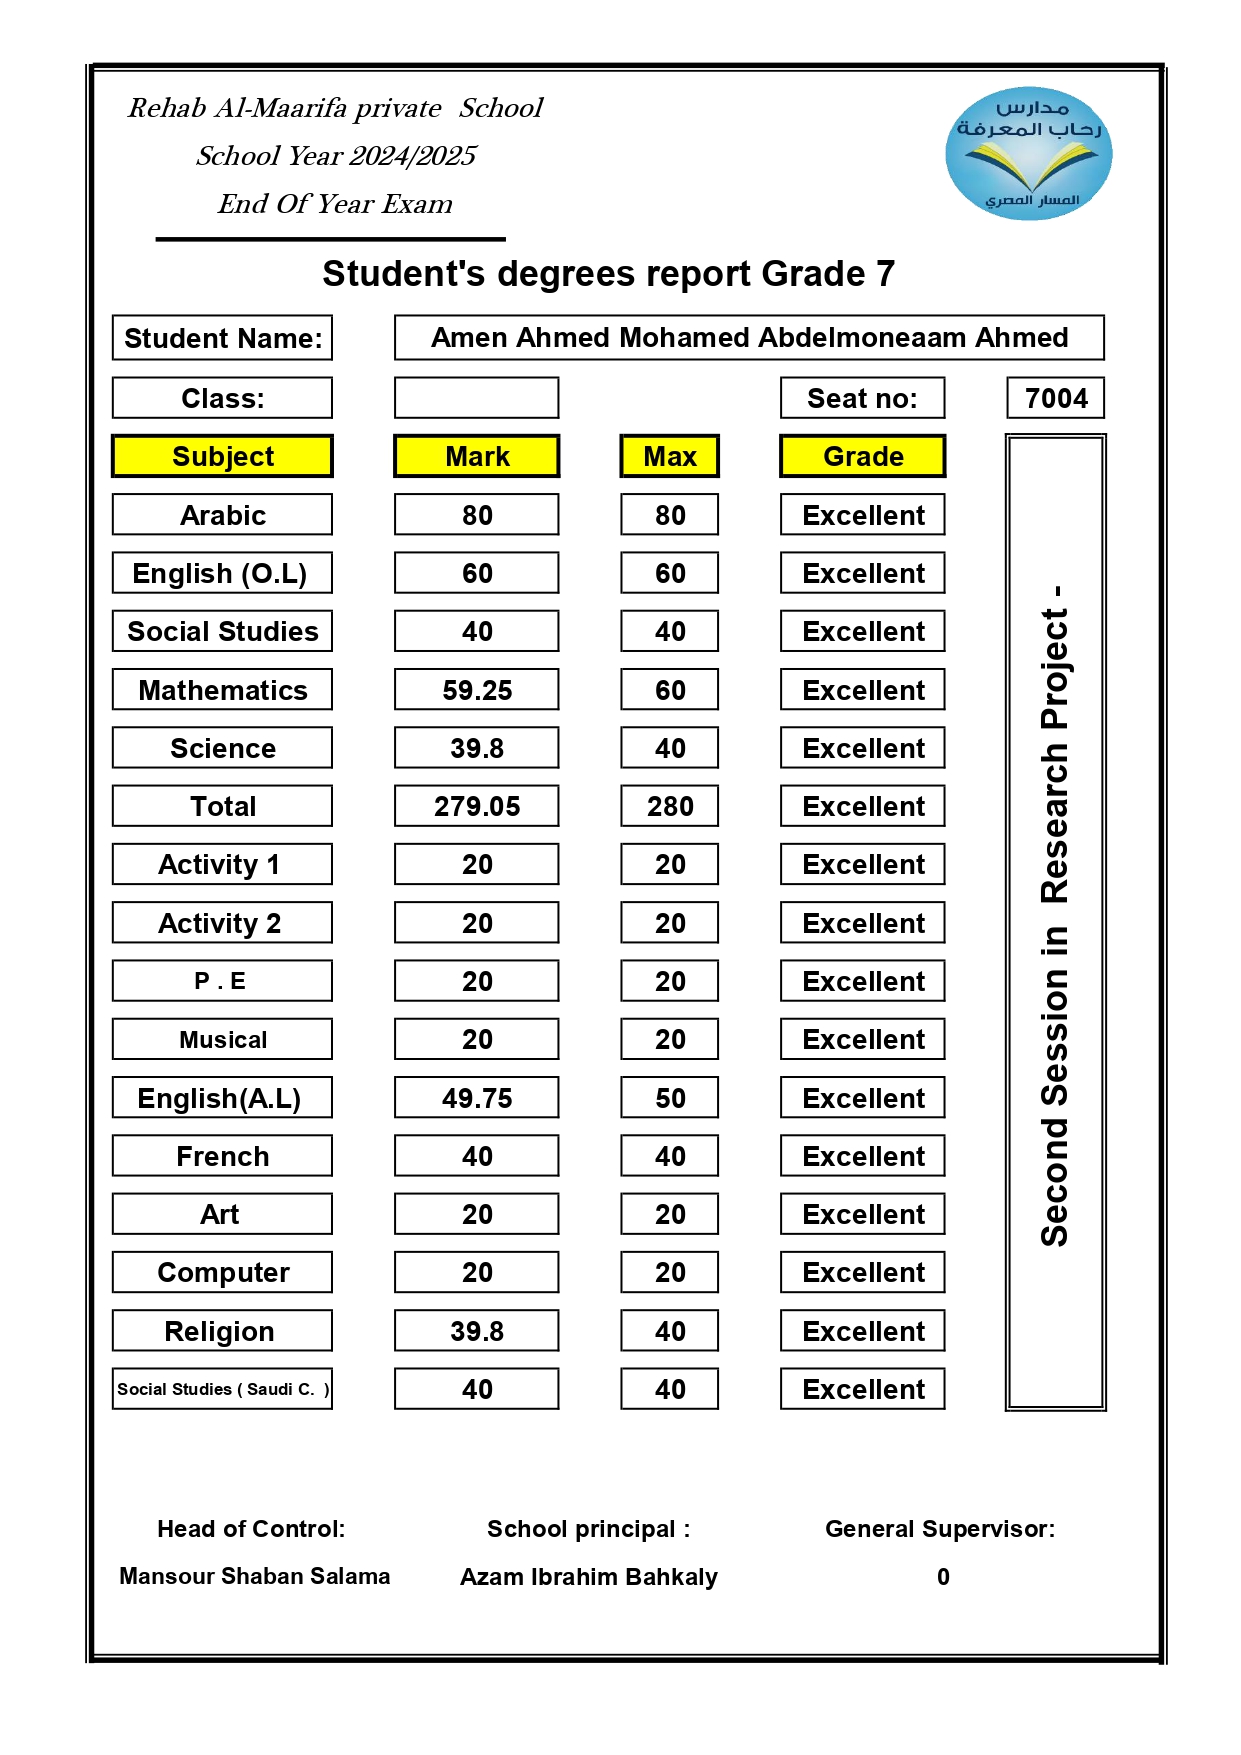 Rehab Al-Maarifa private School
School Year 2024/2025
End Of Year Exam
مدارس
رحاب المعرفة
المسار المصري
Student's degrees report Grade 7
Student Name: Amen Ahmed Mohamed Abdelmoneaam Ahmed
Class: Seat no: 7004
Subject Mark Max Grade
Arabic 80 80 Excellent
English (O.L) 60 60 Excellent
Social Studies 40 40 Excellent
Mathematics 59.25 60 Excellent
Science 39.8 40 Excellent
Total 279.05 280 Excellent
Activity 1 20 20 Excellent
Activity 2 20 20 Excellent
P . E 20 20 Excellent
Musical 20 20 Excellent
English(A.L) 49.75 50 Excellent
French 40 40 Excellent
Art 20 20 Excellent
Computer 20 20 Excellent
Religion 39.8 40 Excellent
Social Studies ( Saudi C. ) 40 40 Excellent
Second Session in Research Project -
Head of Control: School principal : General Supervisor:
Mansour Shaban Salama Azam Ibrahim Bahkaly 0